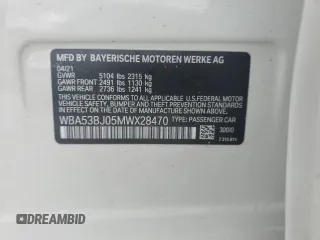 MFD. BY BAYERISCHE MOTOREN WERKE AG
04/21
GVWR 5104 lbs 2315 kg
GAWR FRONT 2491 lbs 1130 kg
GAWR REAR 2736 lbs 1241 kg
THIS VEHICLE CONFORMS TO ALL APPLICABLE U.S. FEDERAL MOTOR
VEHICLE SAFETY, BUMPER, AND THEFT PREVENTION STANDARDS IN
EFFECT ON THE DATE OF MANUFACTURE SHOWN ABOVE.
WBA53BJ05MWX28470 TYPE: PASSENGER CAR
DREAMBID